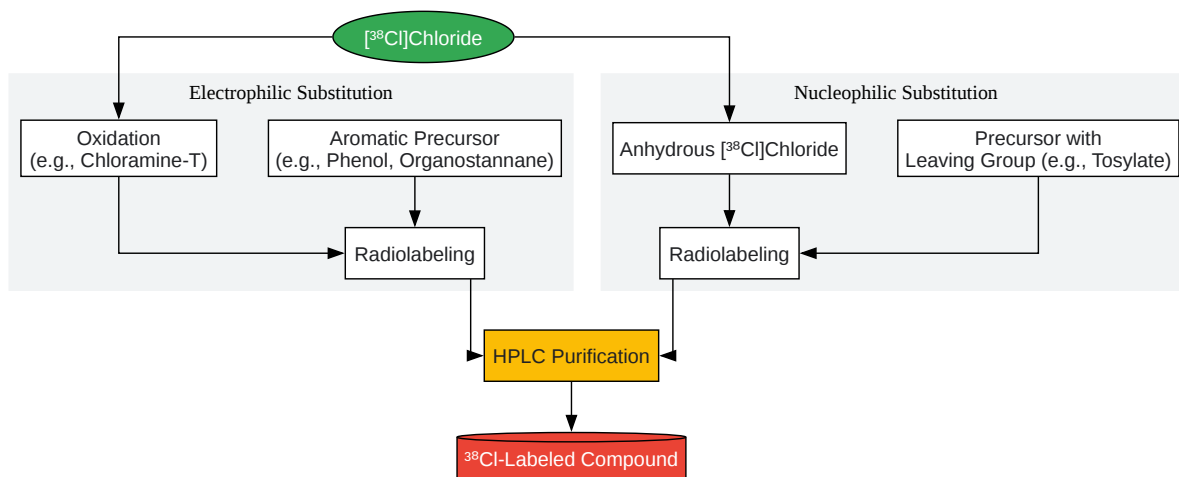 [³⁸Cl]Chloride
Electrophilic Substitution
Nucleophilic Substitution
Oxidation
(e.g., Chloramine-T)
Aromatic Precursor
(e.g., Phenol, Organostannane)
Anhydrous [³⁸Cl]Chloride
Precursor with
Leaving Group (e.g., Tosylate)
Radiolabeling
Radiolabeling
HPLC Purification
³⁸Cl-Labeled Compound